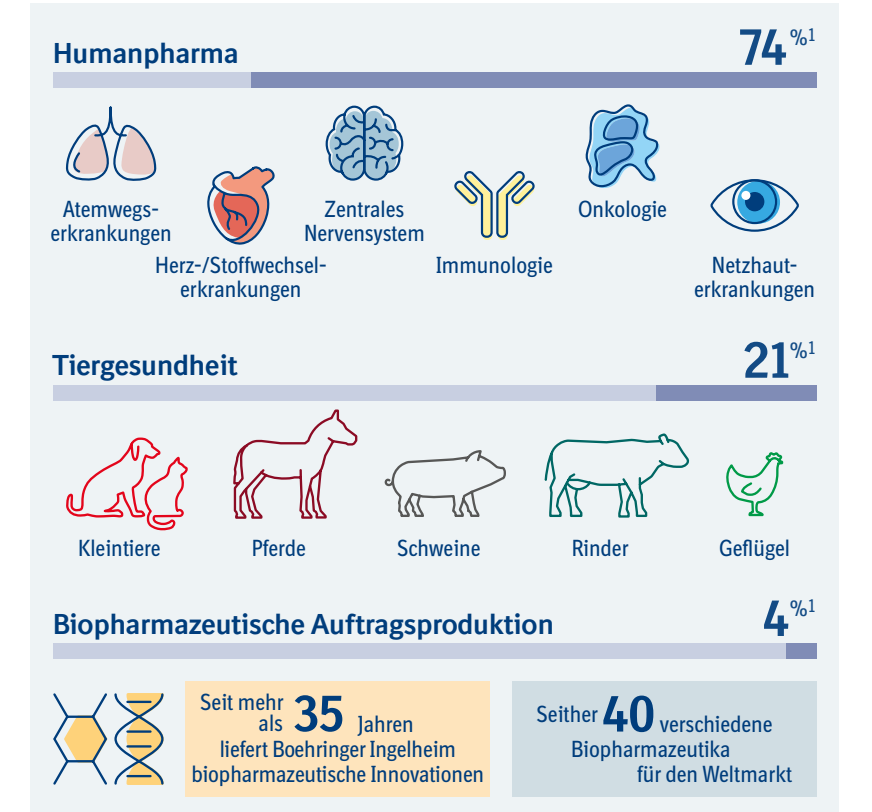 Humanpharma
74%¹
Atemwegs-
erkrankungen
Herz-/Stoffwechsel-
erkrankungen
Zentrales
Nervensystem
Immunologie
Onkologie
Netzhaut-
erkrankungen
Tiergesundheit
21%¹
Kleintiere
Pferde
Schweine
Rinder
Geflügel
Biopharmazeutische Auftragsproduktion
4%¹
Seit mehr
als 35 Jahren
liefert Boehringer Ingelheim
biopharmazeutische Innovationen
Seither 40 verschiedene
Biopharmazeutika
für den Weltmarkt